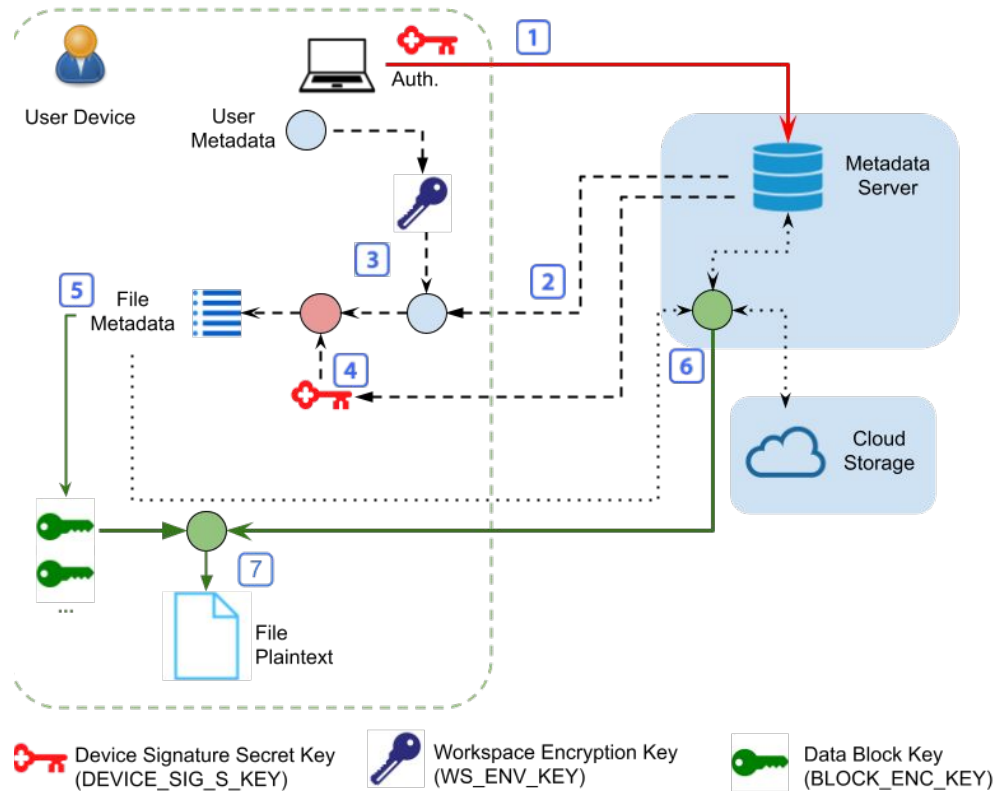 1
Auth.
User Device
User
Metadata
Metadata
Server
3
2
5
File
Metadata
4
6
Cloud
Storage
7
...
File
Plaintext
Device Signature Secret Key
(DEVICE_SIG_S_KEY)
Workspace Encryption Key
(WS_ENV_KEY)
Data Block Key
(BLOCK_ENC_KEY)